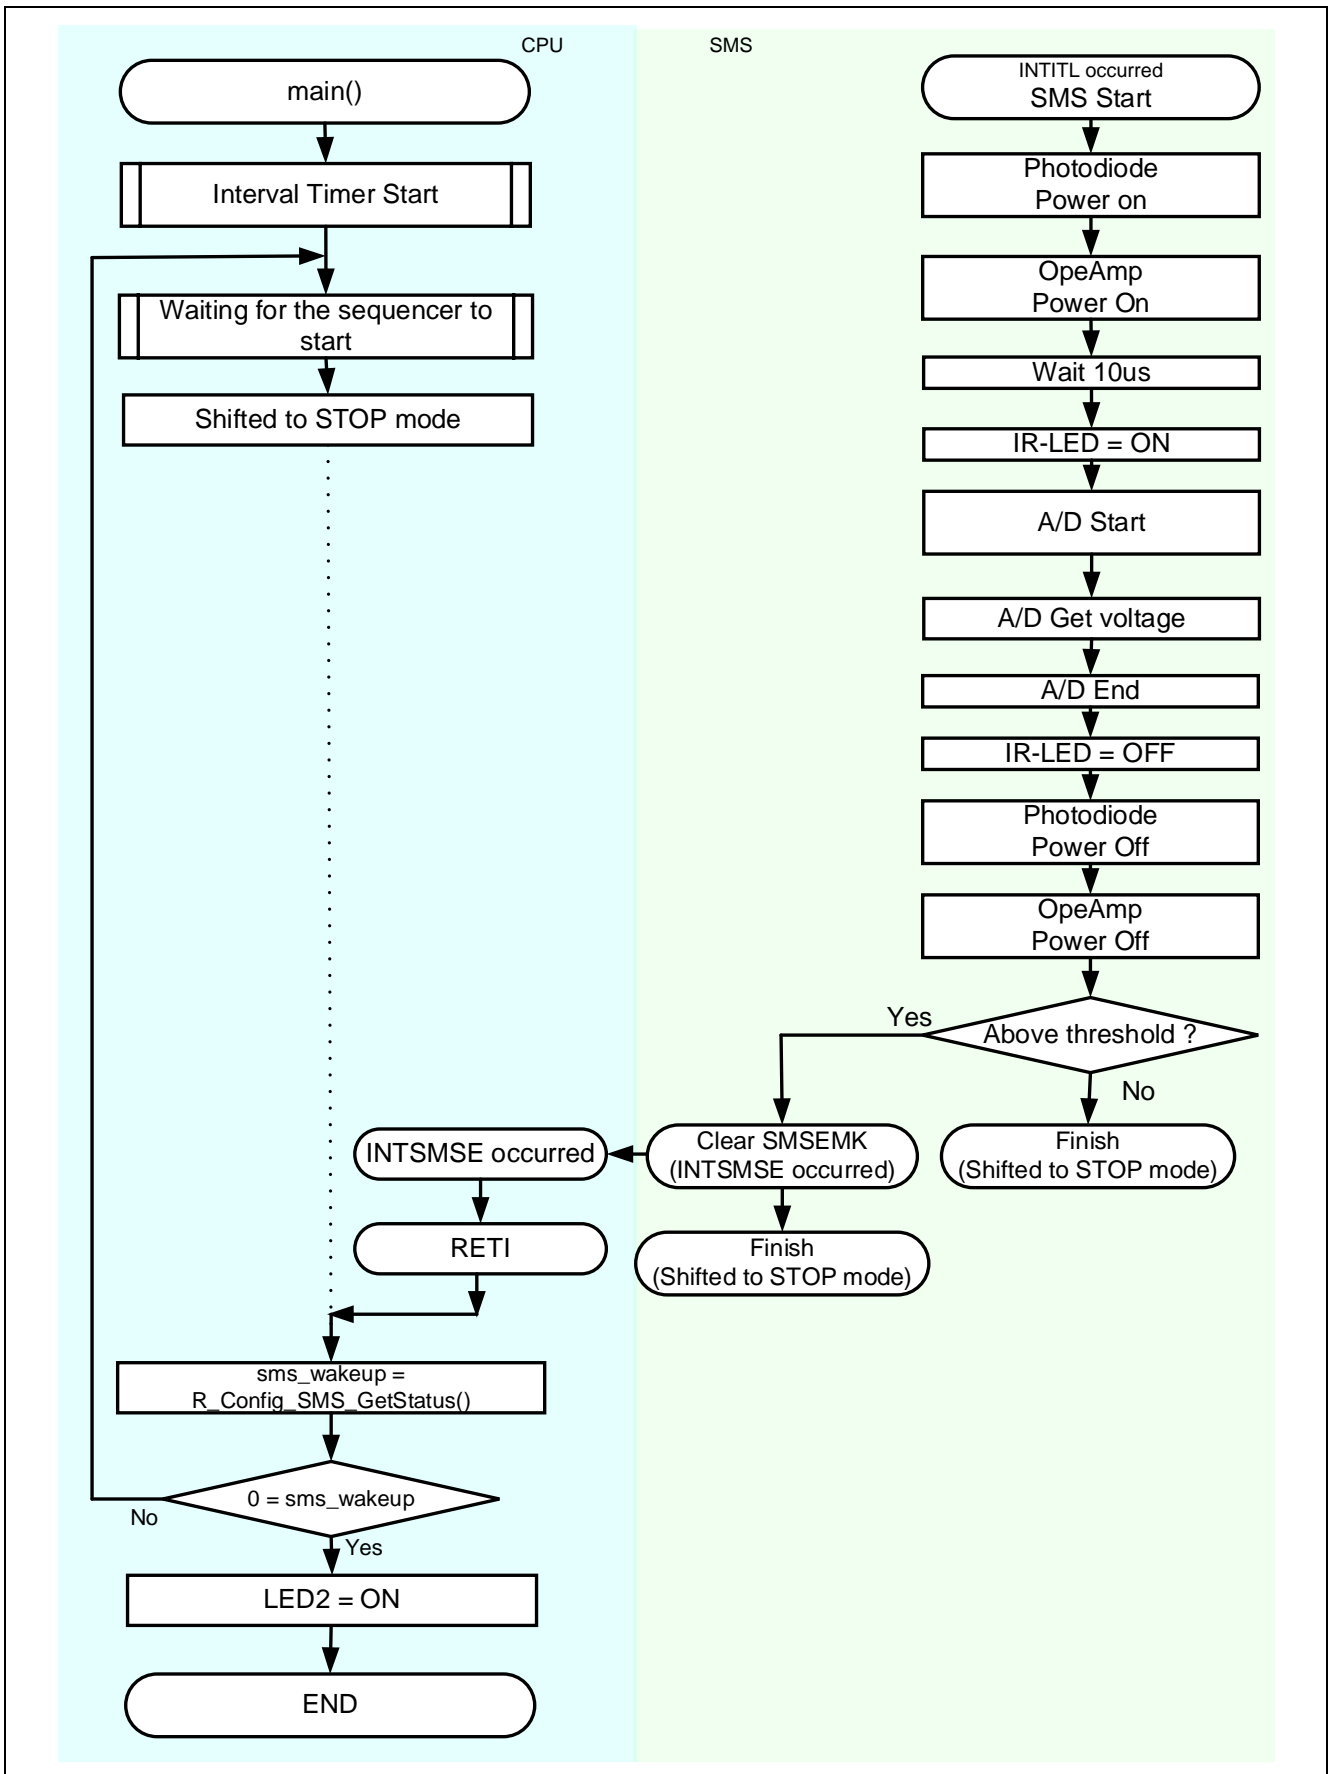 CPU
SMS
main()
Interval Timer Start
Waiting for the sequencer to
start
Shifted to STOP mode
INTSMSE occurred
RETI
sms_wakeup =
R_Config_SMS_GetStatus()
0 = sms_wakeup
No
Yes
LED2 = ON
END
INTITL occurred
SMS Start
Photodiode
Power on
OpeAmp
Power On
Wait 10us
IR-LED = ON
A/D Start
A/D Get voltage
A/D End
IR-LED = OFF
Photodiode
Power Off
OpeAmp
Power Off
Above threshold ?
Yes
No
Clear SMSEMK
(INTSMSE occurred)
Finish
(Shifted to STOP mode)
Finish
(Shifted to STOP mode)